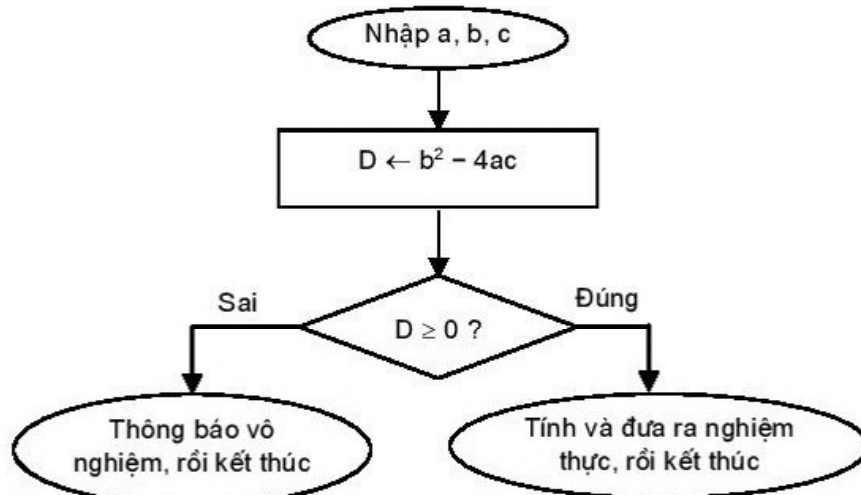 Nhập a, b, c
D ← b² − 4ac
Sai
Đúng
D ≥ 0 ?
Thông báo vô
nghiệm, rồi kết thúc
Tính và đưa ra nghiệm
thực, rồi kết thúc